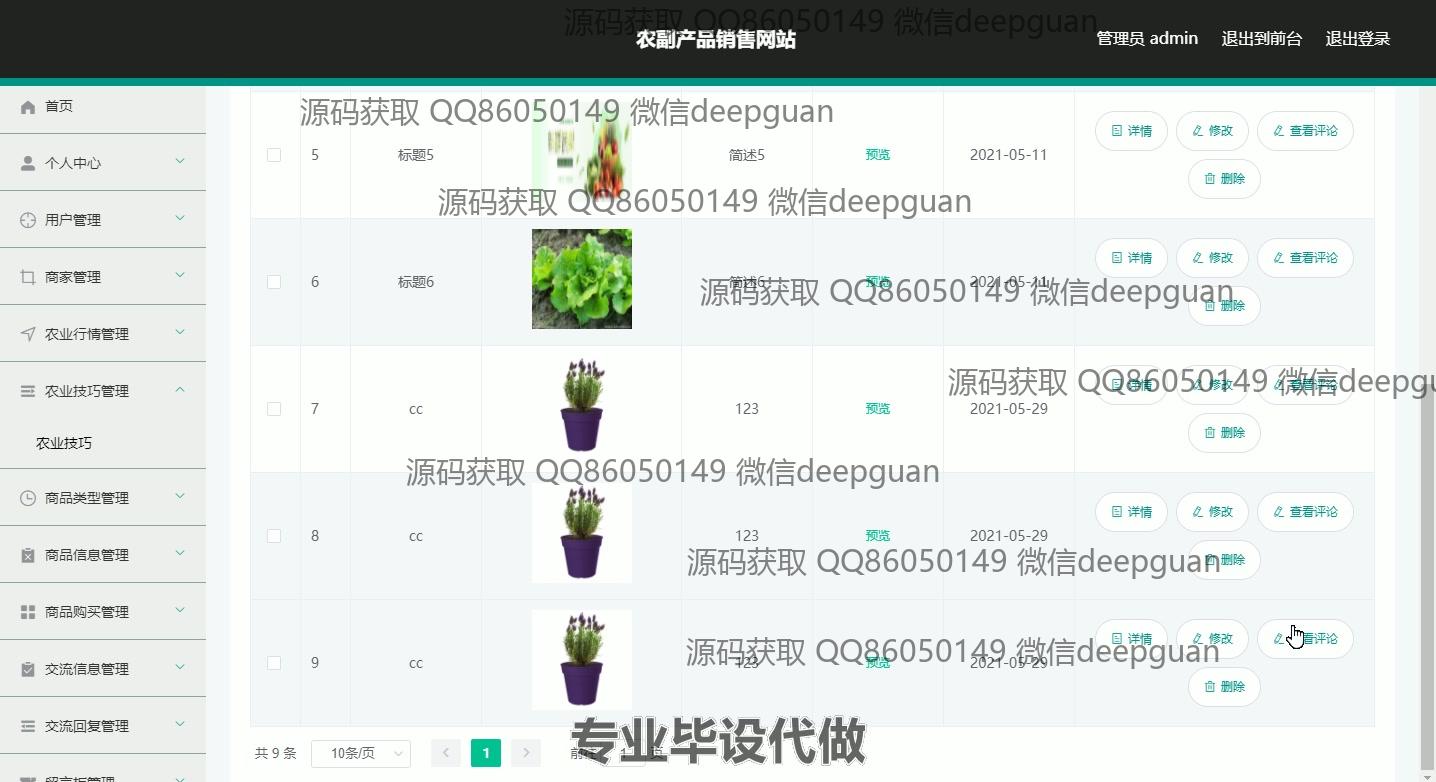 源码获取 QQ86050149 微信deepguan
农副产品销售网站
管理员 admin 退出到前台 退出登录
首页
个人中心
用户管理
商家管理
农业行情管理
农业技巧管理
农业技巧
商品类型管理
商品信息管理
商品购买管理
交流信息管理
交流回复管理
留言板管理
源码获取 QQ86050149 微信deepguan
5 标题5 简述5 预览 2021-05-11 详情 修改 查看评论
删除
源码获取 QQ86050149 微信deepguan
6 标题6 简述6 预览 2021-05-11 详情 修改 查看评论
删除
源码获取 QQ86050149 微信deepguan
7 cc 123 预览 2021-05-29 详情 修改 查看评论
删除
源码获取 QQ86050149 微信deepgu
源码获取 QQ86050149 微信deepguan
8 cc 123 预览 2021-05-29 详情 修改 查看评论
删除
源码获取 QQ86050149 微信deepguan
9 cc 123 预览 2021-05-29 详情 修改 查看评论
删除
源码获取 QQ86050149 微信deepguan
共 9 条 10条/页 1 前往 1 页
专业毕设代做